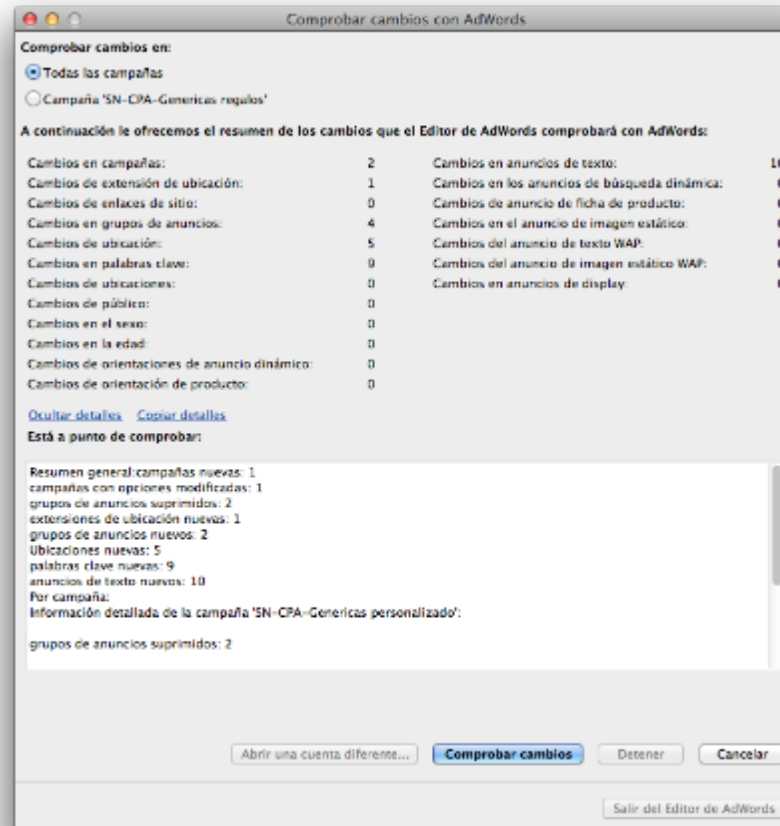 Comprobar cambios con AdWords
Comprobar cambios en:
Todas las campañas
Campaña 'SN-CPA-Genericas regalos'
A continuación le ofrecemos el resumen de los cambios que el Editor de AdWords comprobará con AdWords:
Cambios en campañas: 2 Cambios en anuncios de texto:
Cambios de extensión de ubicación: 1 Cambios en los anuncios de búsqueda dinámica:
Cambios de enlaces de sitio: 0 Cambios de anuncio de ficha de producto:
Cambios en grupos de anuncios: 4 Cambios en el anuncio de imagen estático:
Cambios de ubicación: 5 Cambios del anuncio de texto WAP:
Cambios en palabras clave: 9 Cambios del anuncio de imagen estático WAP:
Cambios de ubicaciones: 0 Cambios en anuncios de display:
Cambios de público: 0
Cambios en el sexo: 0
Cambios en la edad: 0
Cambios de orientaciones de anuncio dinámico: 0
Cambios de orientación de producto: 0
Ocultar detalles Copiar detalles
Está a punto de comprobar:
Resumen general:campañas nuevas: 1
campañas con opciones modificadas: 1
grupos de anuncios suprimidos: 2
extensiones de ubicación nuevas: 1
grupos de anuncios nuevos: 2
Ubicaciones nuevas: 5
palabras clave nuevas: 9
anuncios de texto nuevos: 10
Por campaña:
Información detallada de la campaña 'SN-CPA-Genericas personalizado':
grupos de anuncios suprimidos: 2
Abrir una cuenta diferente... Comprobar cambios Detener Cancelar
Salir del Editor de AdWords